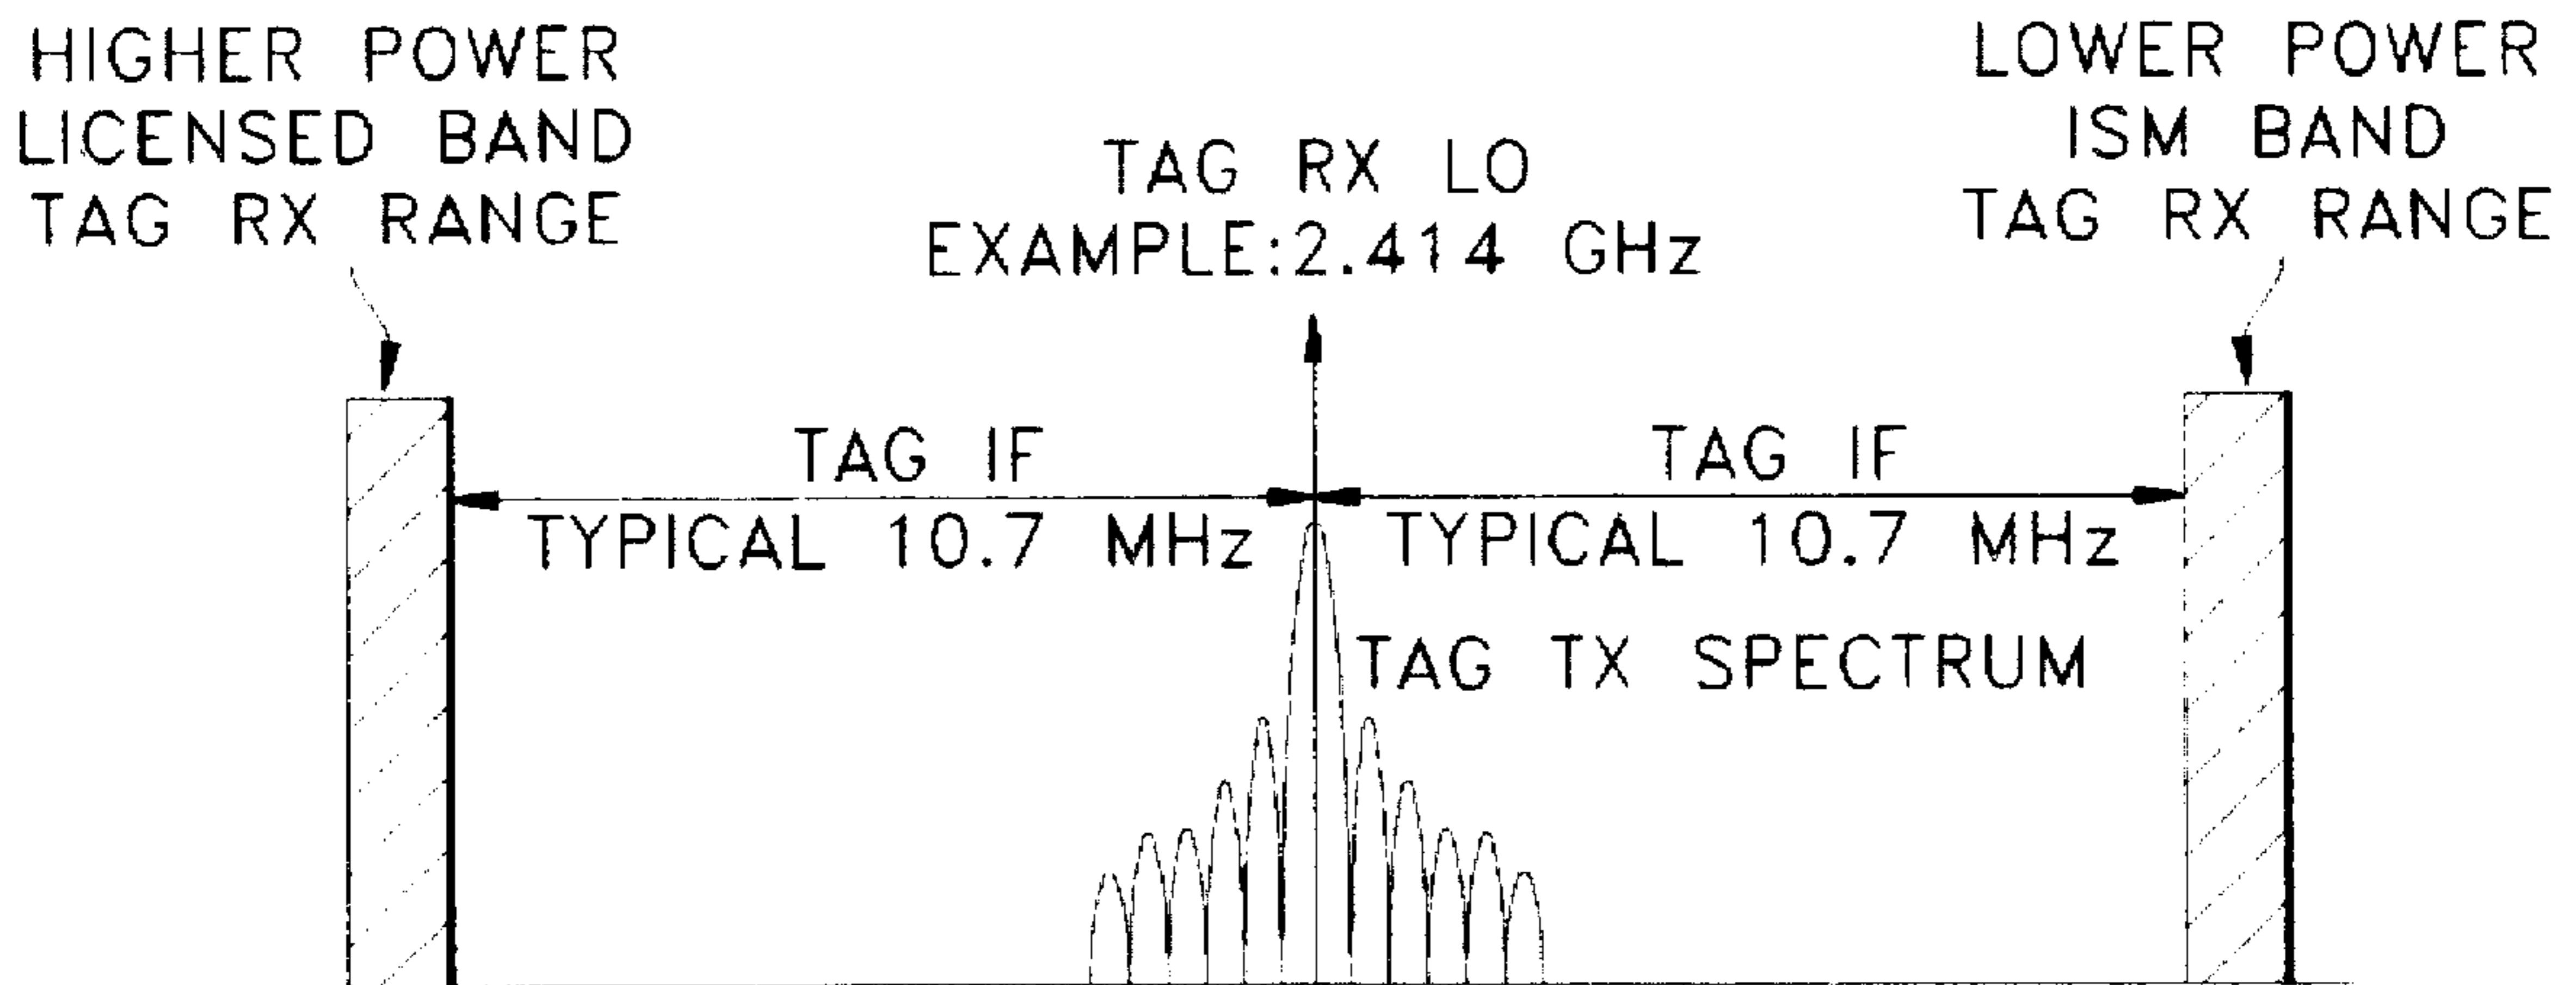 HIGHER POWER
LICENSED BAND
TAG RX RANGE
TAG RX LO
EXAMPLE:2.414 GHz
LOWER POWER
ISM BAND
TAG RX RANGE
TAG IF
TYPICAL 10.7 MHz
TAG IF
TYPICAL 10.7 MHz
TAG TX SPECTRUM